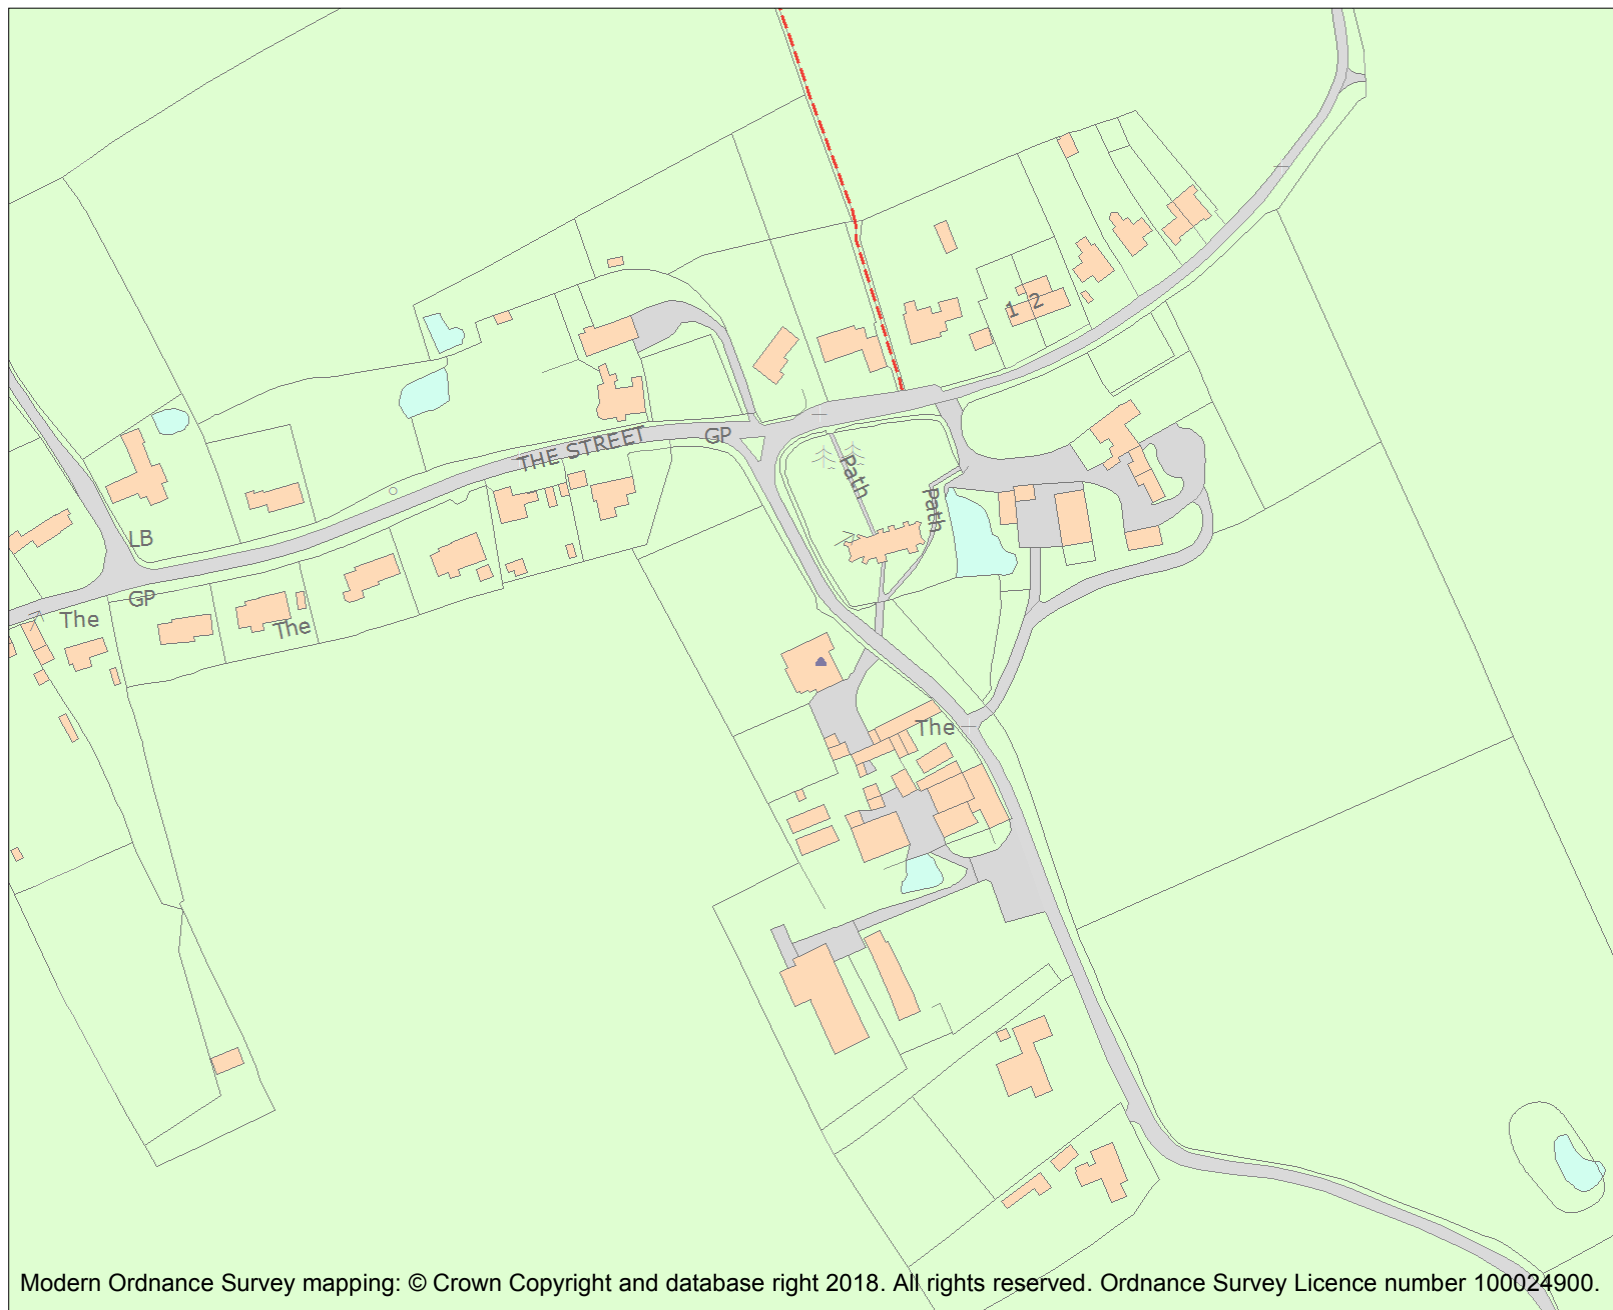 1 2
THE STREET
GP
Path
Path
LB
GP
The
The
The
Modern Ordnance Survey mapping: © Crown Copyright and database right 2018. All rights reserved. Ordnance Survey Licence number 100024900.